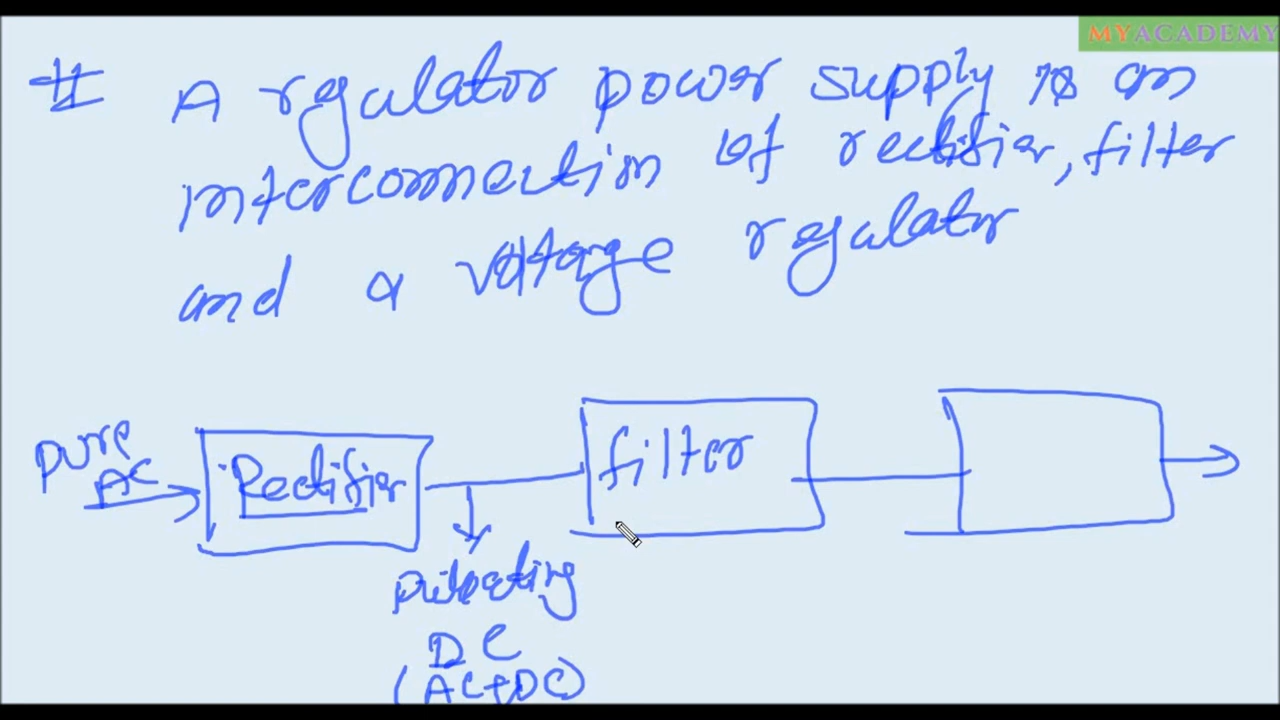 MYACADEMY
# A regulator power supply is an
interconnection of rectifier, filter
and a voltage regulator
pure
AC
Rectifier
filter
Pulsating
DC
(AC+DC)